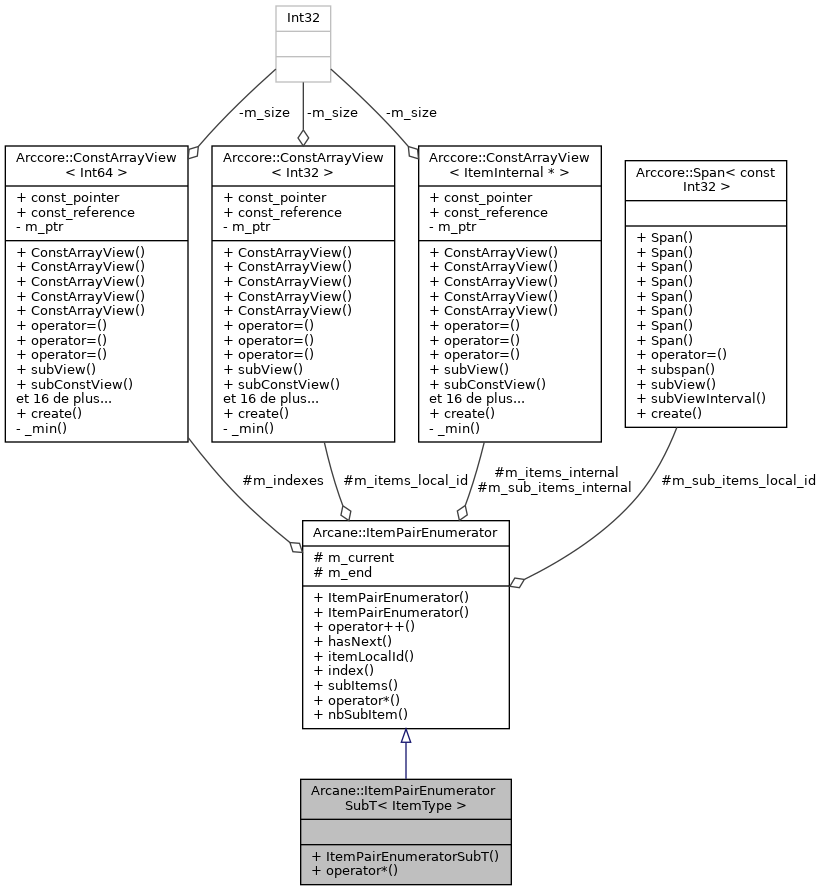 Int32
-m_size
-m_size
-m_size
Arccore::ConstArrayView
< Int64 >
+ const_pointer
+ const_reference
- m_ptr
+ ConstArrayView()
+ ConstArrayView()
+ ConstArrayView()
+ ConstArrayView()
+ ConstArrayView()
+ operator=()
+ operator=()
+ operator=()
+ subView()
+ subConstView()
et 16 de plus...
+ create()
- _min()
Arccore::ConstArrayView
< Int32 >
+ const_pointer
+ const_reference
- m_ptr
+ ConstArrayView()
+ ConstArrayView()
+ ConstArrayView()
+ ConstArrayView()
+ ConstArrayView()
+ operator=()
+ operator=()
+ operator=()
+ subView()
+ subConstView()
et 16 de plus...
+ create()
- _min()
Arccore::ConstArrayView
< ItemInternal * >
+ const_pointer
+ const_reference
- m_ptr
+ ConstArrayView()
+ ConstArrayView()
+ ConstArrayView()
+ ConstArrayView()
+ ConstArrayView()
+ operator=()
+ operator=()
+ operator=()
+ subView()
+ subConstView()
et 16 de plus...
+ create()
- _min()
Arccore::Span< const
Int32 >
+ Span()
+ Span()
+ Span()
+ Span()
+ Span()
+ Span()
+ Span()
+ Span()
+ operator=()
+ subspan()
+ subView()
+ subViewInterval()
+ create()
#m_indexes
#m_items_local_id
#m_items_internal
#m_sub_items_internal
#m_sub_items_local_id
Arcane::ItemPairEnumerator
# m_current
# m_end
+ ItemPairEnumerator()
+ ItemPairEnumerator()
+ operator++()
+ hasNext()
+ itemLocalId()
+ index()
+ subItems()
+ operator*()
+ nbSubItem()
Arcane::ItemPairEnumerator
SubT< ItemType >
+ ItemPairEnumeratorSubT()
+ operator*()